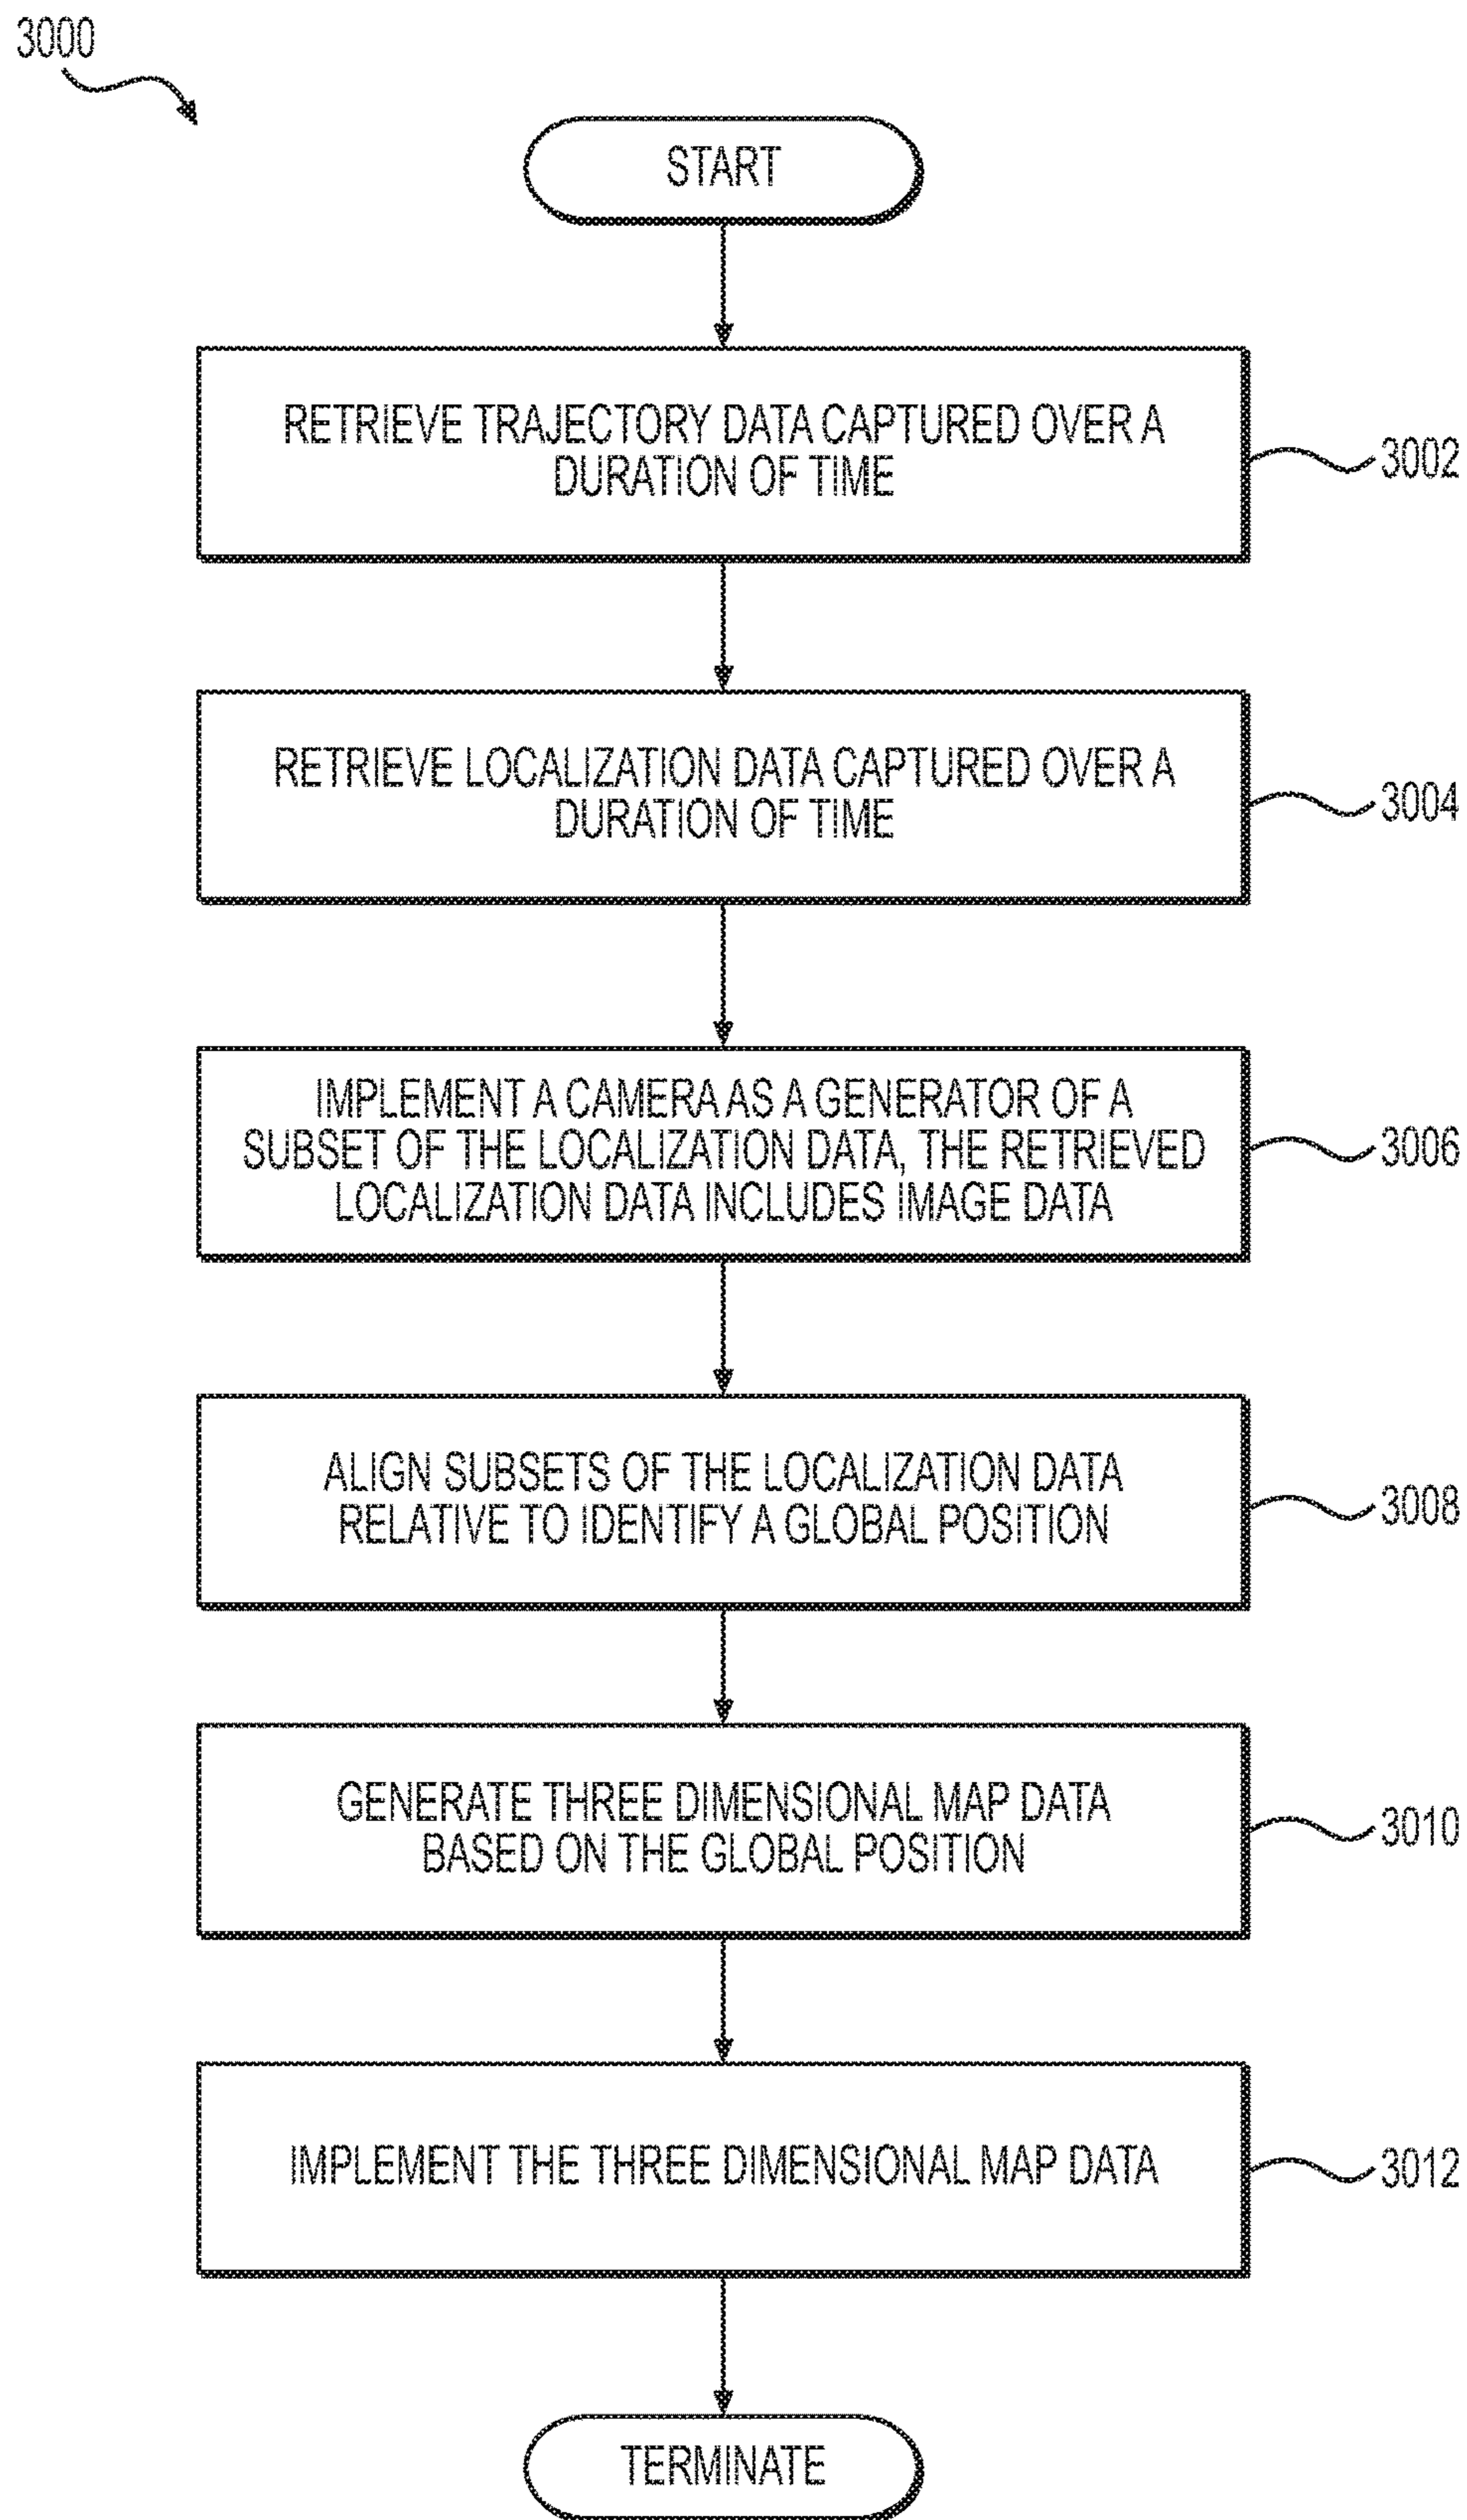 3000
START
RETRIEVE TRAJECTORY DATA CAPTURED OVER A
DURATION OF TIME
3002
RETRIEVE LOCALIZATION DATA CAPTURED OVER A
DURATION OF TIME
3004
IMPLEMENT A CAMERA AS A GENERATOR OF A
SUBSET OF THE LOCALIZATION DATA, THE RETRIEVED
LOCALIZATION DATA INCLUDES IMAGE DATA
3006
ALIGN SUBSETS OF THE LOCALIZATION DATA
RELATIVE TO IDENTIFY A GLOBAL POSITION
3008
GENERATE THREE DIMENSIONAL MAP DATA
BASED ON THE GLOBAL POSITION
3010
IMPLEMENT THE THREE DIMENSIONAL MAP DATA
3012
TERMINATE